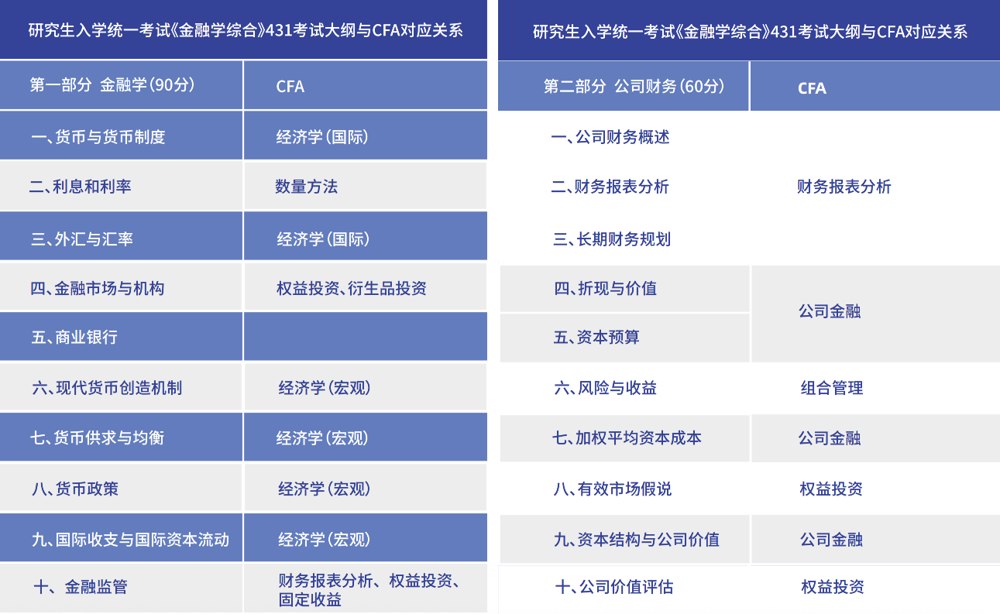 研究生入学统一考试《金融学综合》431考试大纲与CFA对应关系
第一部分 金融学（90分）
CFA
一、货币与货币制度
经济学（国际）
二、利息和利率
数量方法
三、外汇与汇率
经济学（国际）
四、金融市场与机构
权益投资、衍生品投资
五、商业银行
六、现代货币创造机制
经济学（宏观）
七、货币供求与均衡
经济学（宏观）
八、货币政策
经济学（宏观）
九、国际收支与国际资本流动
经济学（宏观）
十、金融监管
财务报表分析、权益投资、
固定收益
研究生入学统一考试《金融学综合》431考试大纲与CFA对应关系
第二部分 公司财务（60分）
CFA
一、公司财务概述
二、财务报表分析
财务报表分析
三、长期财务规划
四、折现与价值
公司金融
五、资本预算
六、风险与收益
组合管理
七、加权平均资本成本
公司金融
八、有效市场假说
权益投资
九、资本结构与公司价值
公司金融
十、公司价值评估
权益投资